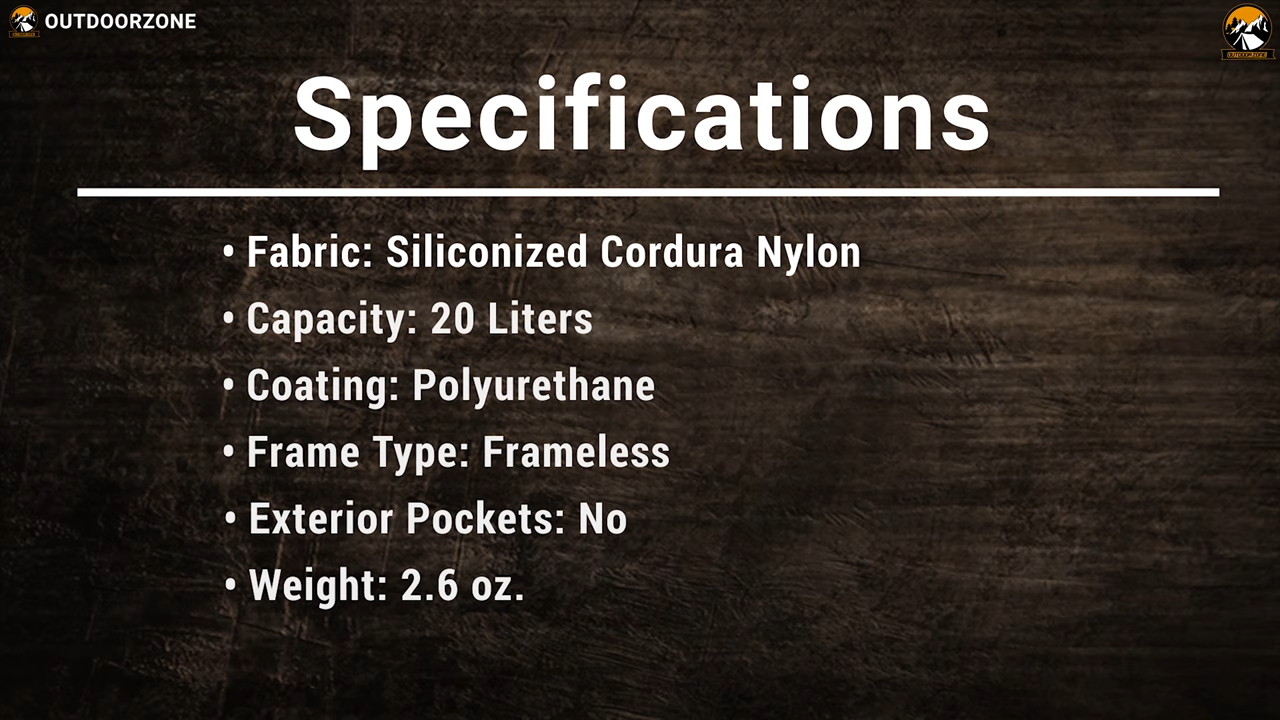 OUTDOORZONE
OUTDOORZONE
Specifications
• Fabric: Siliconized Cordura Nylon
• Capacity: 20 Liters
• Coating: Polyurethane
• Frame Type: Frameless
• Exterior Pockets: No
• Weight: 2.6 oz.